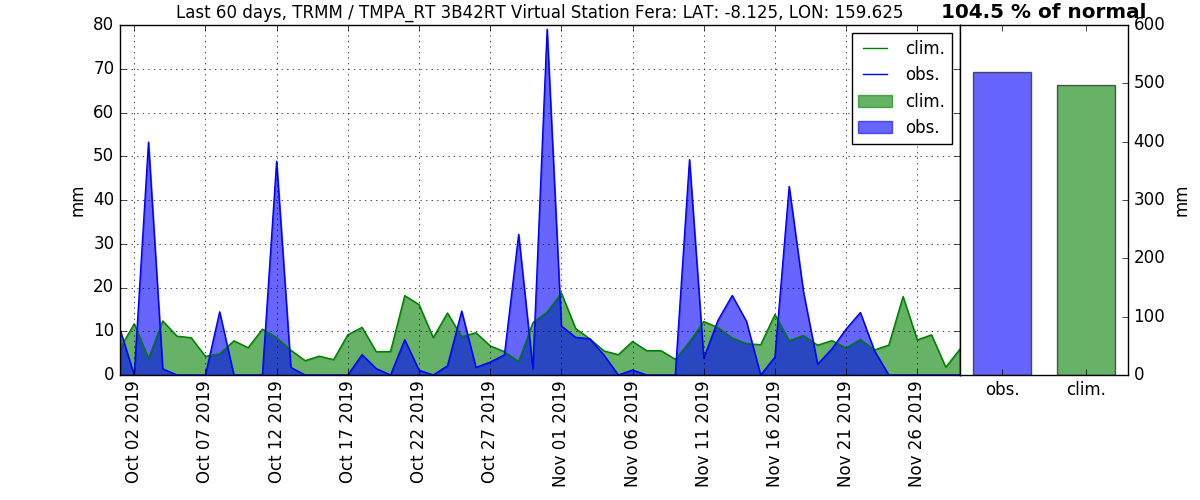 Last 60 days, TRMM / TMPA_RT 3B42RT Virtual Station Fera: LAT: -8.125, LON: 159.625
104.5 % of normal
80
70
60
50
40
30
20
10
0
mm
clim.
obs.
clim.
obs.
Oct 02 2019
Oct 07 2019
Oct 12 2019
Oct 17 2019
Oct 22 2019
Oct 27 2019
Nov 01 2019
Nov 06 2019
Nov 11 2019
Nov 16 2019
Nov 21 2019
Nov 26 2019
600
500
400
300
200
100
0
mm
obs.
clim.